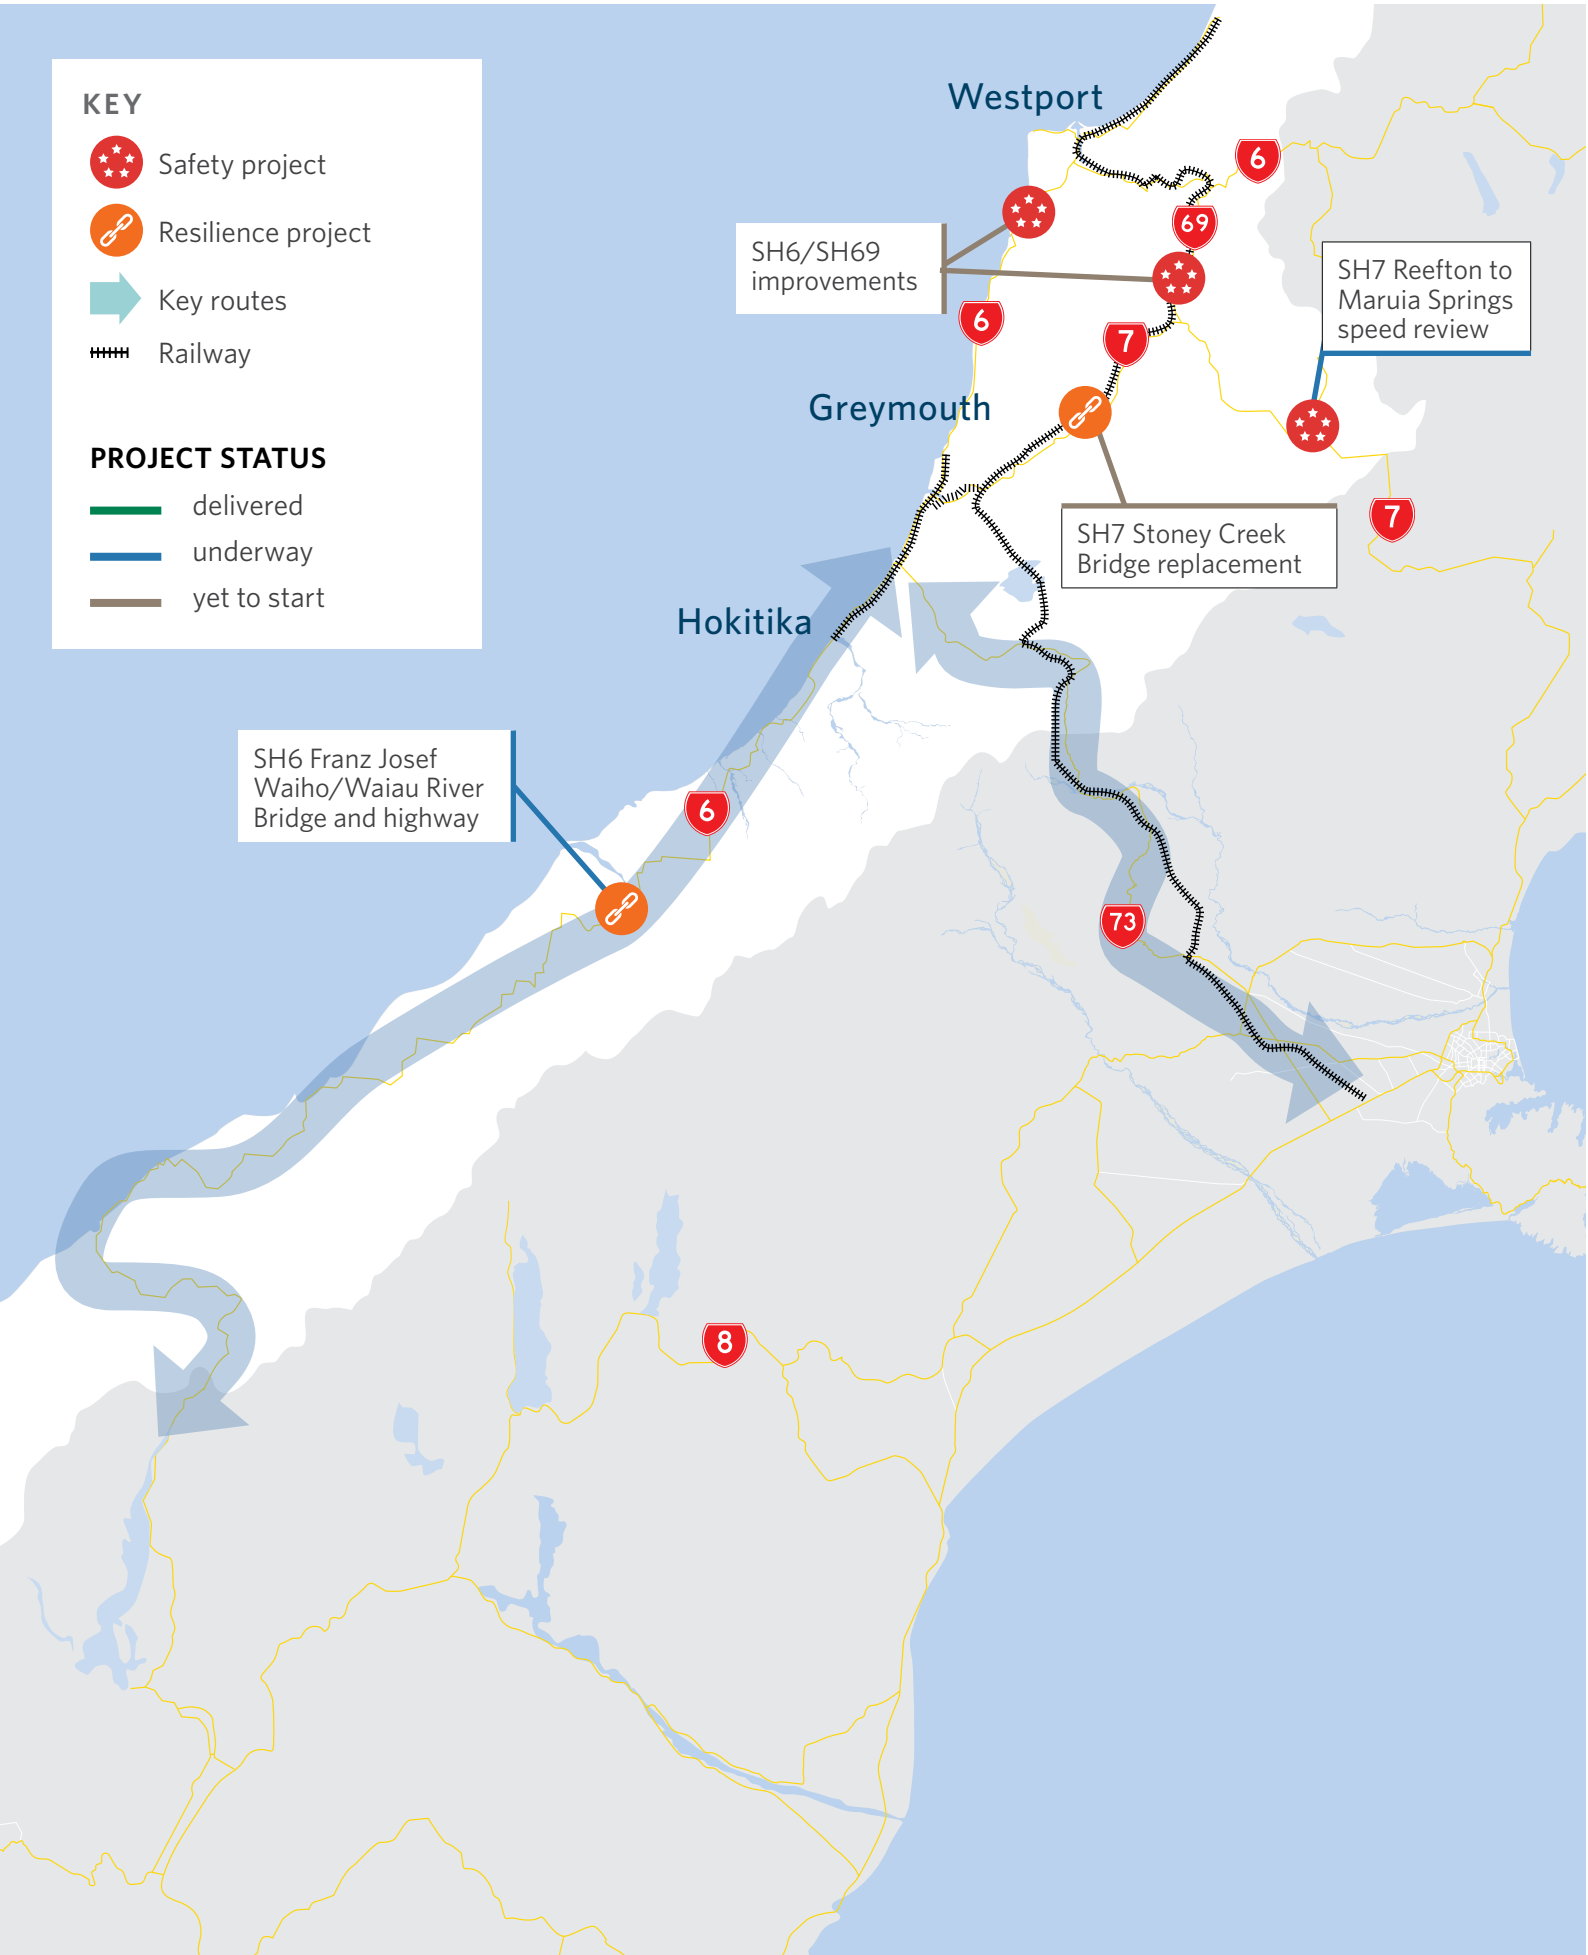 KEY
Safety project
Resilience project
Key routes
Railway
PROJECT STATUS
delivered
underway
yet to start
Westport
6
69
SH6/SH69
improvements
SH7 Reefton to
Maruia Springs
speed review
6
7
Greymouth
7
SH7 Stoney Creek
Bridge replacement
Hokitika
SH6 Franz Josef
Waiho/Waiau River
Bridge and highway
6
73
8